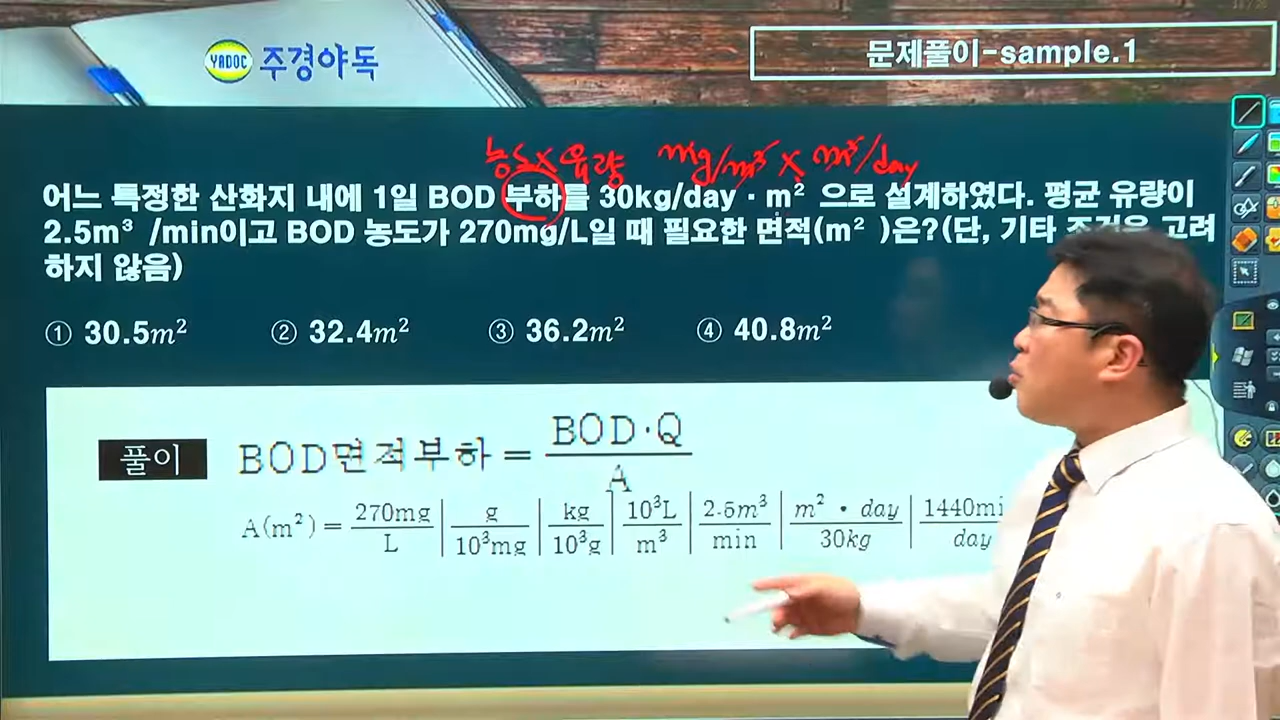 YADOC 주경야독
문제풀이-sample.1
농도×유량 mg/m³ × m³/day
어느 특정한 산화지 내에 1일 BOD 부하를 30kg/day · m² 으로 설계하였다. 평균 유량이
2.5m³ /min이고 BOD 농도가 270mg/L일 때 필요한 면적(m² )은?(단, 기타 조건은 고려
하지 않음)
① 30.5m² ② 32.4m² ③ 36.2m² ④ 40.8m²
풀이 BOD면적부하 = BOD·Q / A
A(m²) = 270mg/L | g/10³mg | kg/10³g | 10³L/m³ | 2.5m³/min | m² • day/30kg | 1440mi/day